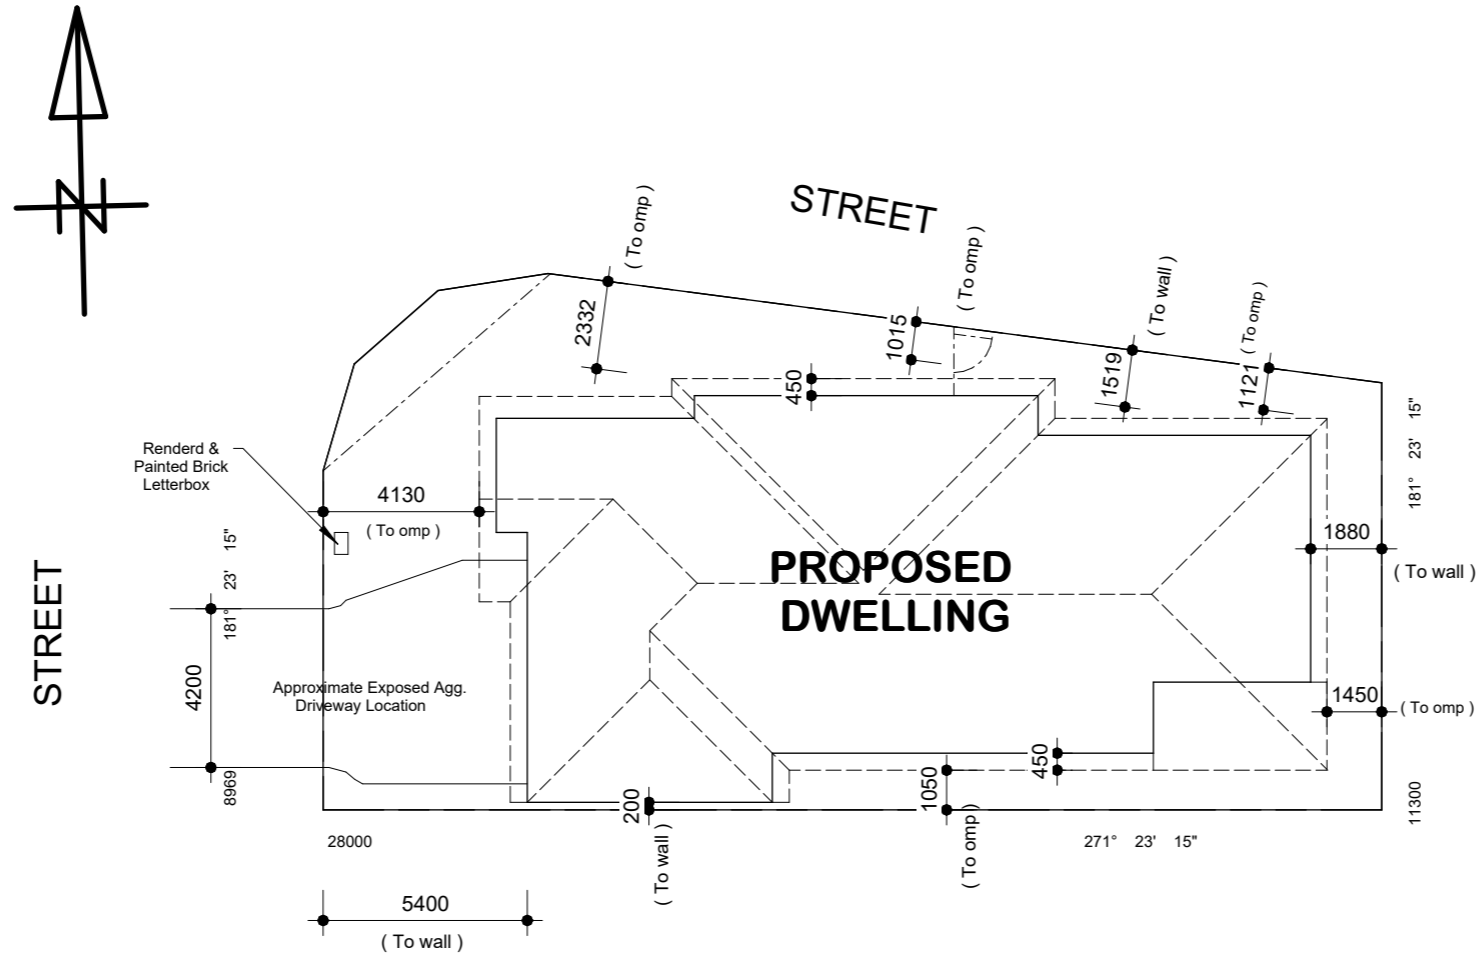 N
STREET
( To omp )
2332
( To omp )
1015
( To wall )
1519
( To omp )
1121
450
181° 23' 15"
Renderd &
Painted Brick
Letterbox
4130
( To omp )
181° 23' 15"
STREET
PROPOSED
DWELLING
1880
( To wall )
4200
Approximate Exposed Agg.
Driveway Location
1450
( To omp )
8969
200
( To wall )
1050
( To omp )
450
11300
28000
271° 23' 15"
5400
( To wall )